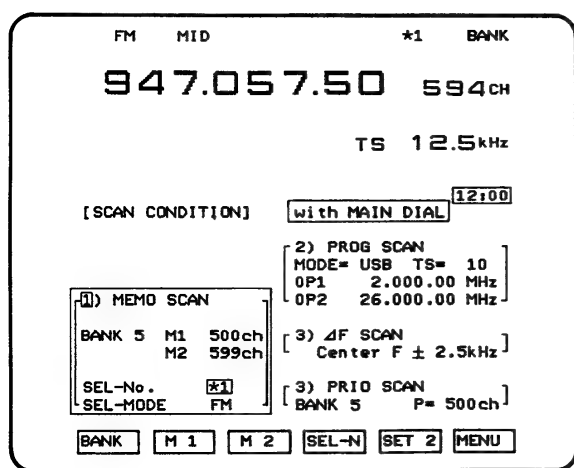 FM MID *1 BANK
947.057.50 594CH
TS 12.5kHz
12:00
[SCAN CONDITION] with MAIN DIAL
2) PROG SCAN
MODE= USB TS= 10
0P1 2.000.00 MHz
0P2 26.000.00 MHz
1) MEMO SCAN
BANK 5 M1 500ch
M2 599ch
SEL-No. *1
SEL-MODE FM
3) ⊿F SCAN
Center F ± 2.5kHz
3) PRIO SCAN
BANK 5 P= 500ch
BANK M 1 M 2 SEL-N SET 2 MENU